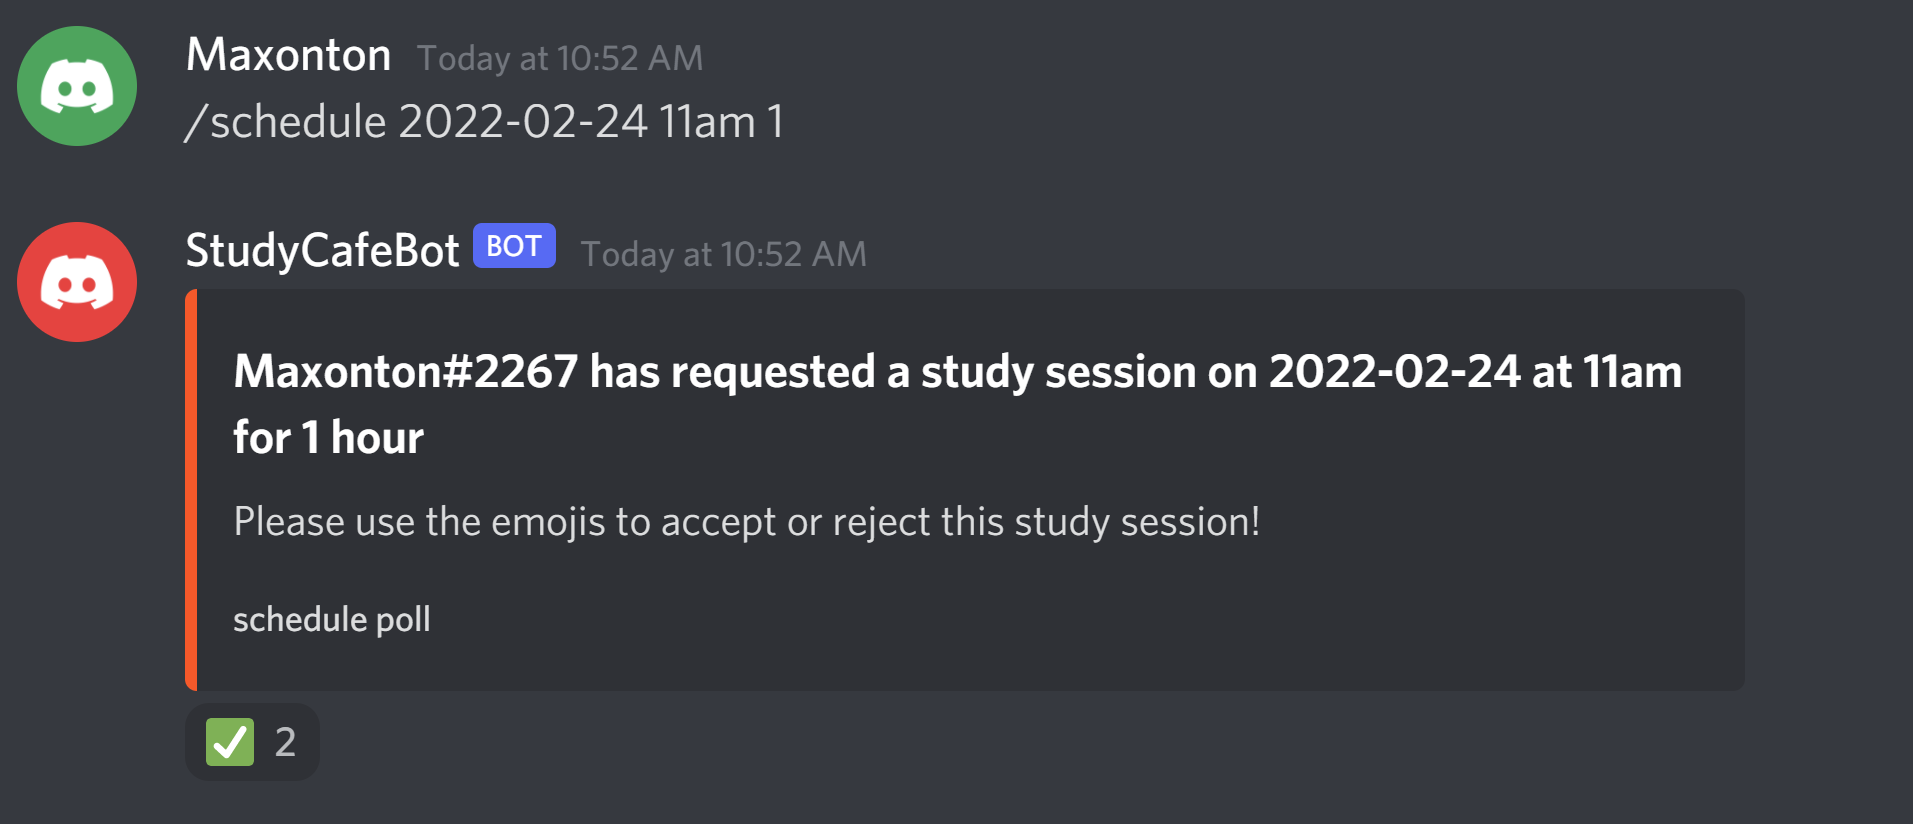 Maxonton Today at 10:52 AM
/schedule 2022-02-24 11am 1
StudyCafeBot BOT Today at 10:52 AM
Maxonton#2267 has requested a study session on 2022-02-24 at 11am
for 1 hour
Please use the emojis to accept or reject this study session!
schedule poll
✅ 2